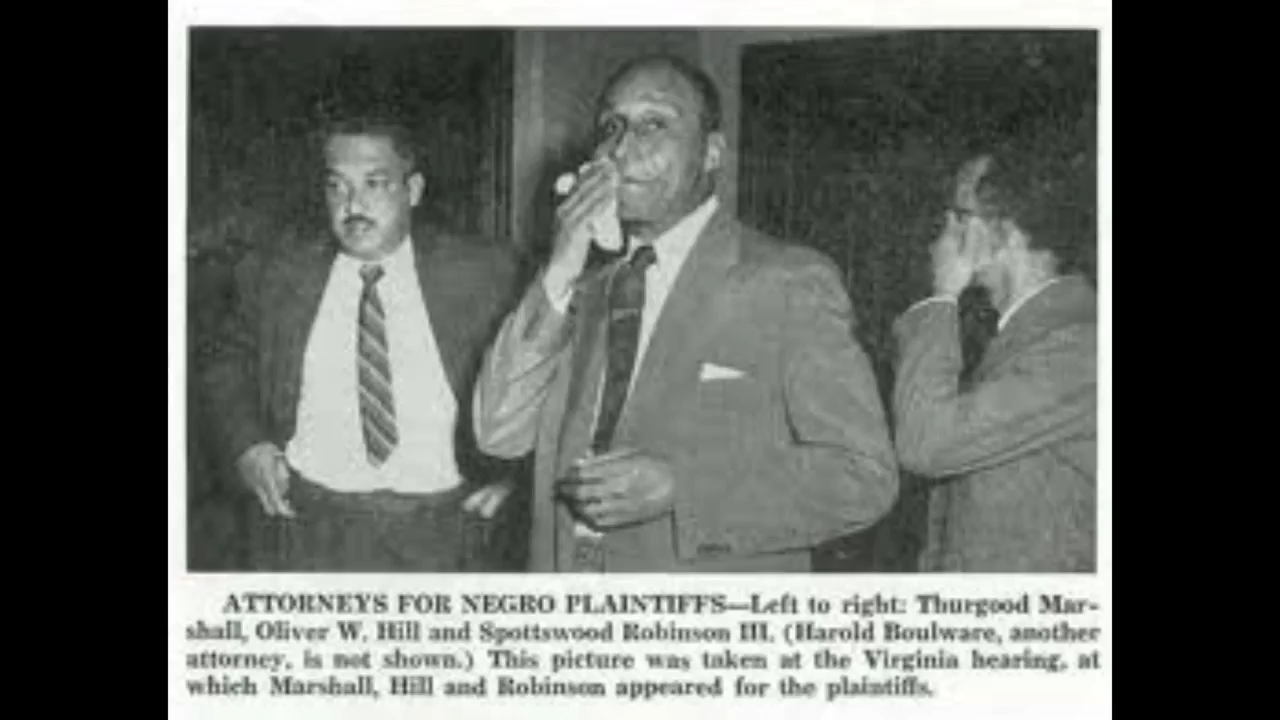 ATTORNEYS FOR NEGRO PLAINTIFFS—Left to right: Thurgood Mar-
shall, Oliver W. Hill and Spottswood Robinson III. (Harold Boulware, another
attorney, is not shown.) This picture was taken at the Virginia hearing, at
which Marshall, Hill and Robinson appeared for the plaintiffs.